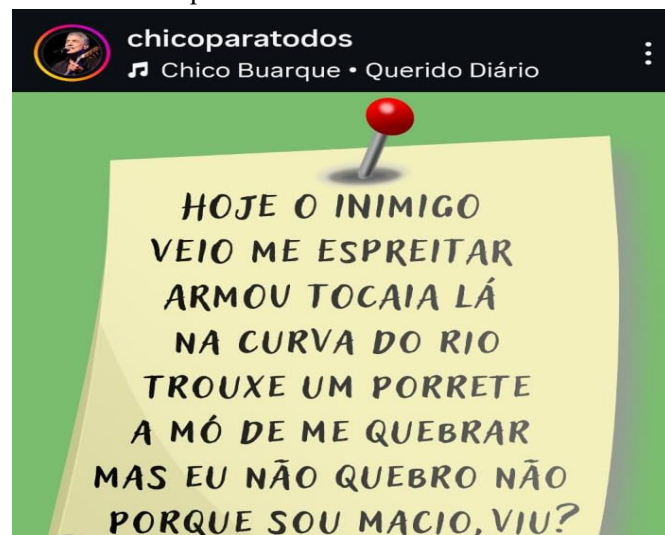 chicoparatodos
Chico Buarque • Querido Diário
HOJE O INIMIGO
VEIO ME ESPREITAR
ARMOU TOCAIA LÁ
NA CURVA DO RIO
TROUXE UM PORRETE
A MÓ DE ME QUEBRAR
MAS EU NÃO QUEBRO NÃO
PORQUE SOU MACIO, VIU?